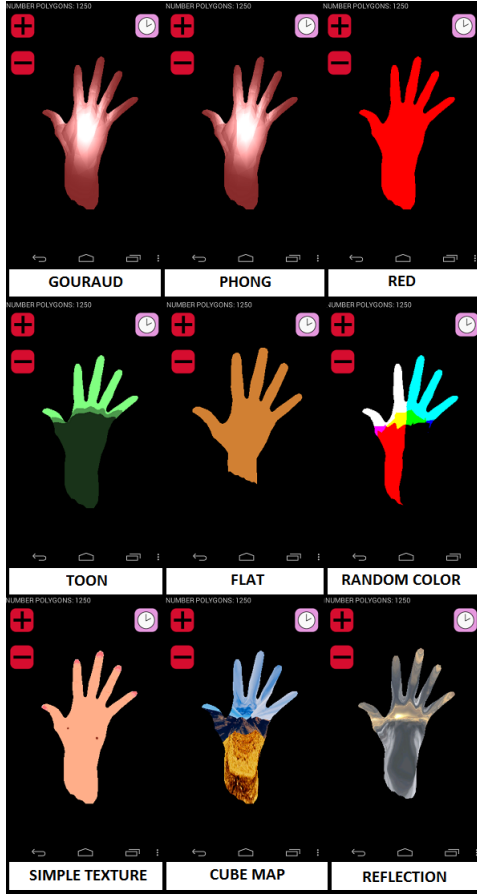 NUMBER POLYGONS: 1250 NUMBER POLYGONS: 1250 NUMBER POLYGONS: 1250
GOURAUD PHONG RED
NUMBER POLYGONS: 1250 NUMBER POLYGONS: 1250 NUMBER POLYGONS: 1250
TOON FLAT RANDOM COLOR
NUMBER POLYGONS: 1250 NUMBER POLYGONS: 1250 NUMBER POLYGONS: 1250
SIMPLE TEXTURE CUBE MAP REFLECTION